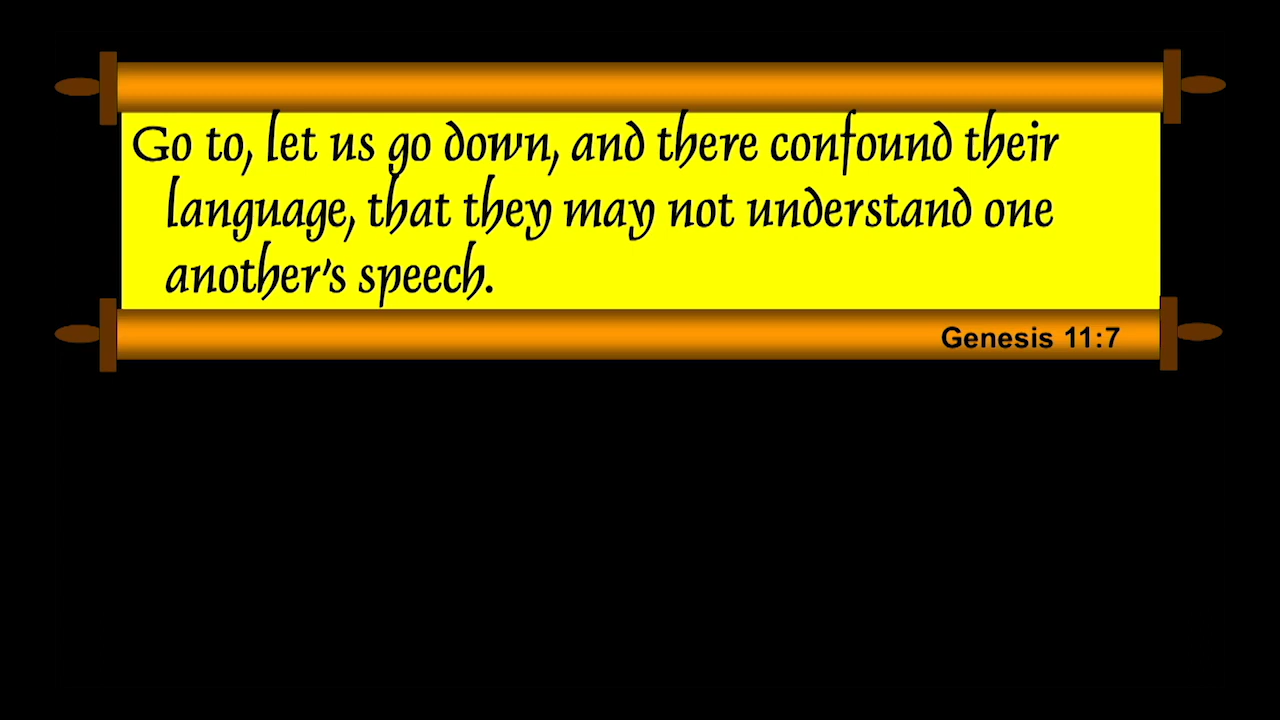 Go to, let us go down, and there confound their
language, that they may not understand one
another's speech.
Genesis 11:7